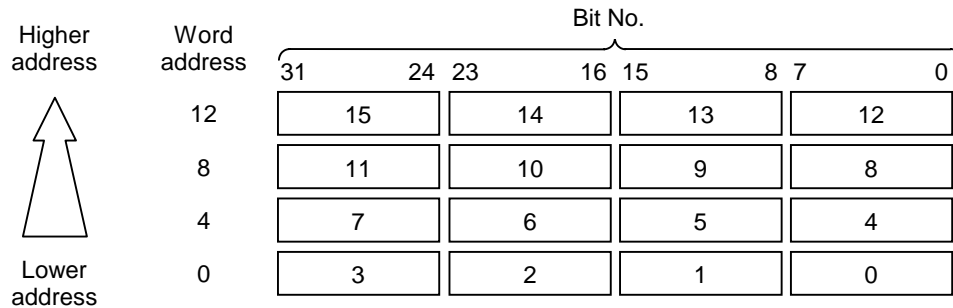 Bit No.
Higher address
Word address
31 24 23 16 15 8 7 0
12 15 14 13 12
8 11 10 9 8
4 7 6 5 4
Lower address
0 3 2 1 0